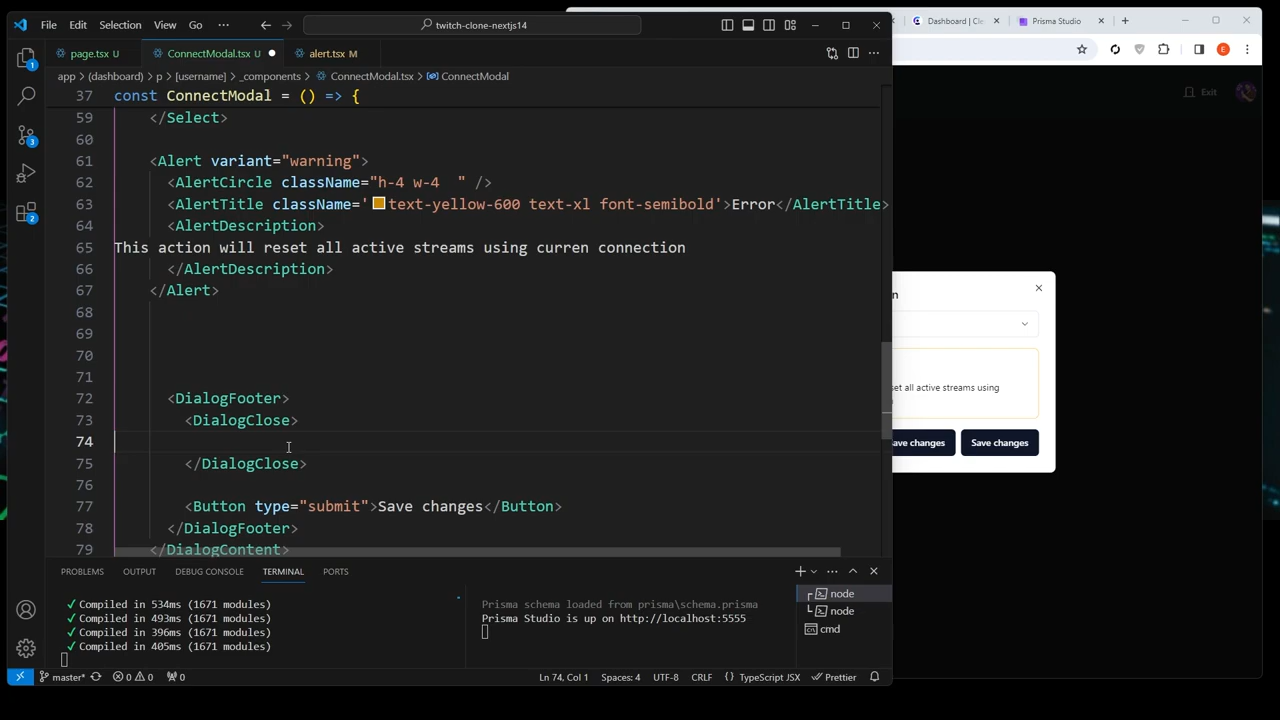 File Edit Selection View Go ··· twitch-clone-nextjs14
page.tsx U ConnectModal.tsx U alert.tsx M
app > (dashboard) > p > [username] > _components > ConnectModal.tsx > ConnectModal
37 const ConnectModal = () => {
59 </Select>
60
61 <Alert variant="warning">
62 <AlertCircle className="h-4 w-4  " />
63 <AlertTitle className='text-yellow-600 text-xl font-semibold'>Error</AlertTitle>
64 <AlertDescription>
65 This action will reset all active streams using curren connection
66 </AlertDescription>
67 </Alert>
68
69
70
71
72 <DialogFooter>
73 <DialogClose>
74
75 </DialogClose>
76
77 <Button type="submit">Save changes</Button>
78 </DialogFooter>
79 </DialogContent>
PROBLEMS OUTPUT DEBUG CONSOLE TERMINAL PORTS
✓ Compiled in 534ms (1671 modules)
✓ Compiled in 493ms (1671 modules)
✓ Compiled in 396ms (1671 modules)
✓ Compiled in 405ms (1671 modules)
Prisma schema loaded from prisma\schema.prisma
Prisma Studio is up on http://localhost:5555
node
node
cmd
master* 0 0 0 Ln 74, Col 1 Spaces: 4 UTF-8 CRLF TypeScript JSX Prettier
Dashboard | Cle Prisma Studio
E
Exit
n
set all active streams using
ave changes Save changes
1
3
2